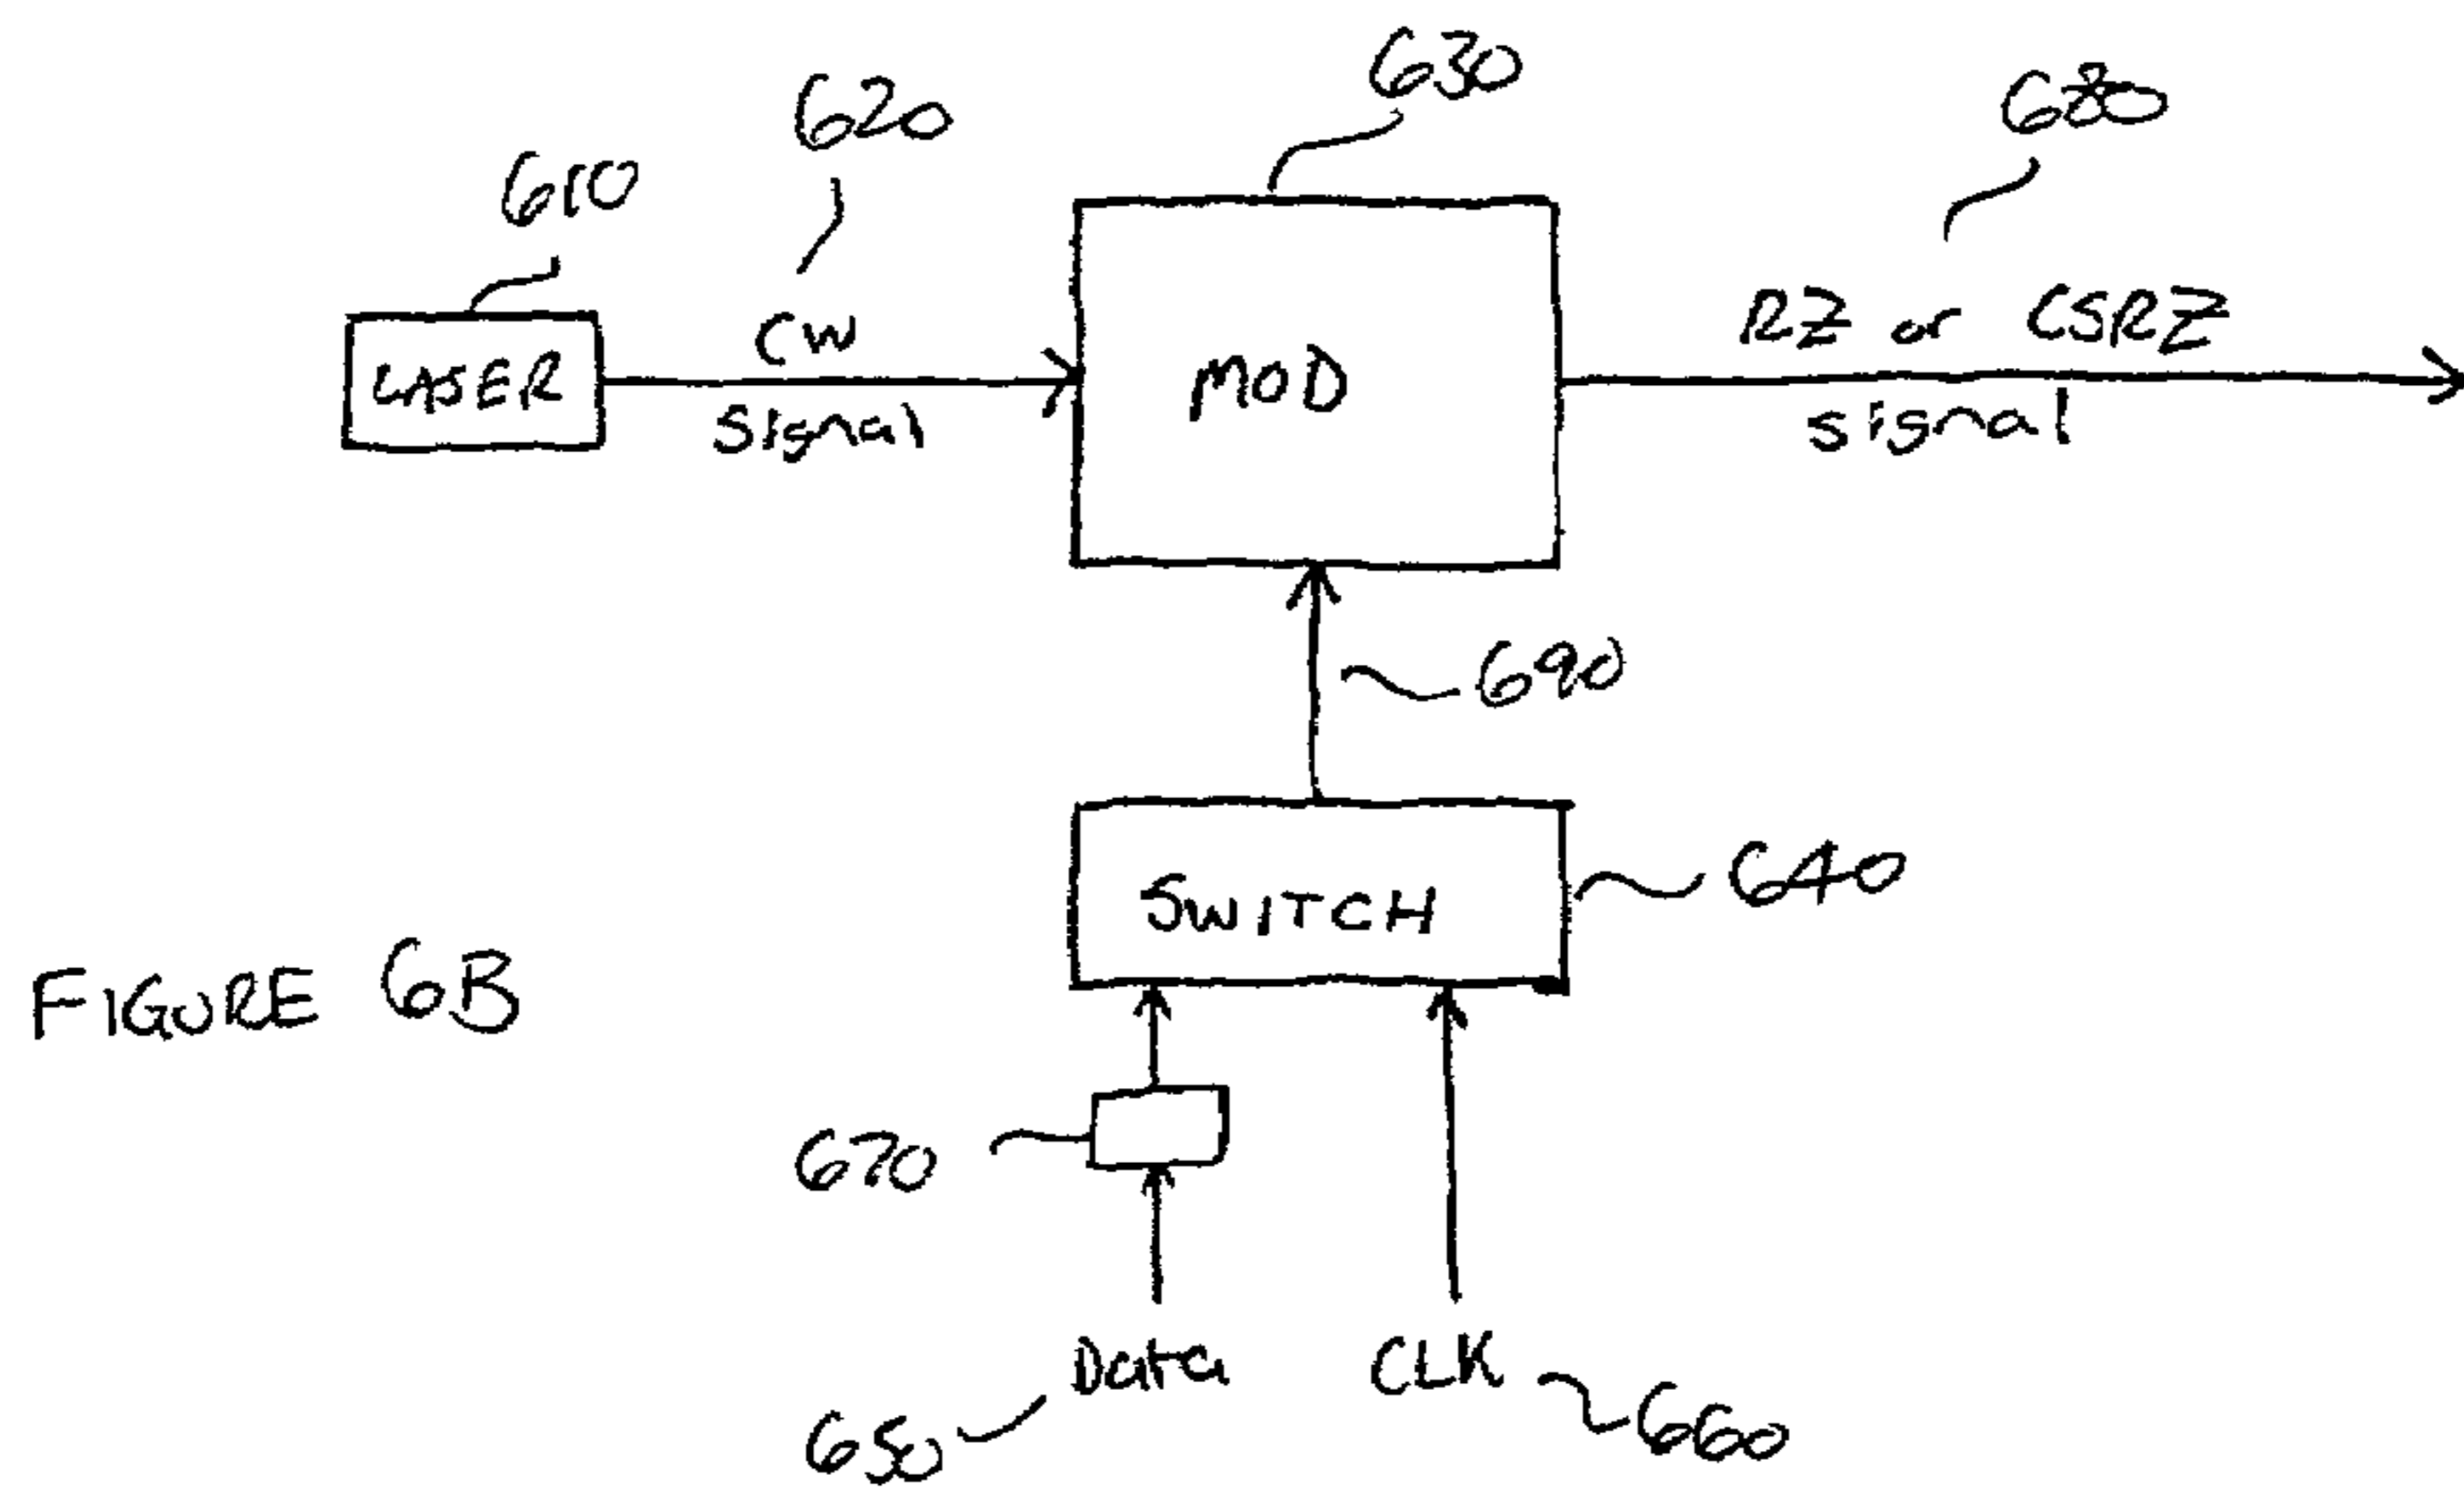 630
620
680
610
RZ or CSRZ
CW
LASER
MOD
signal
signal
690
640
SWITCH
FIGURE 6B
670
Data
CLK
650
660